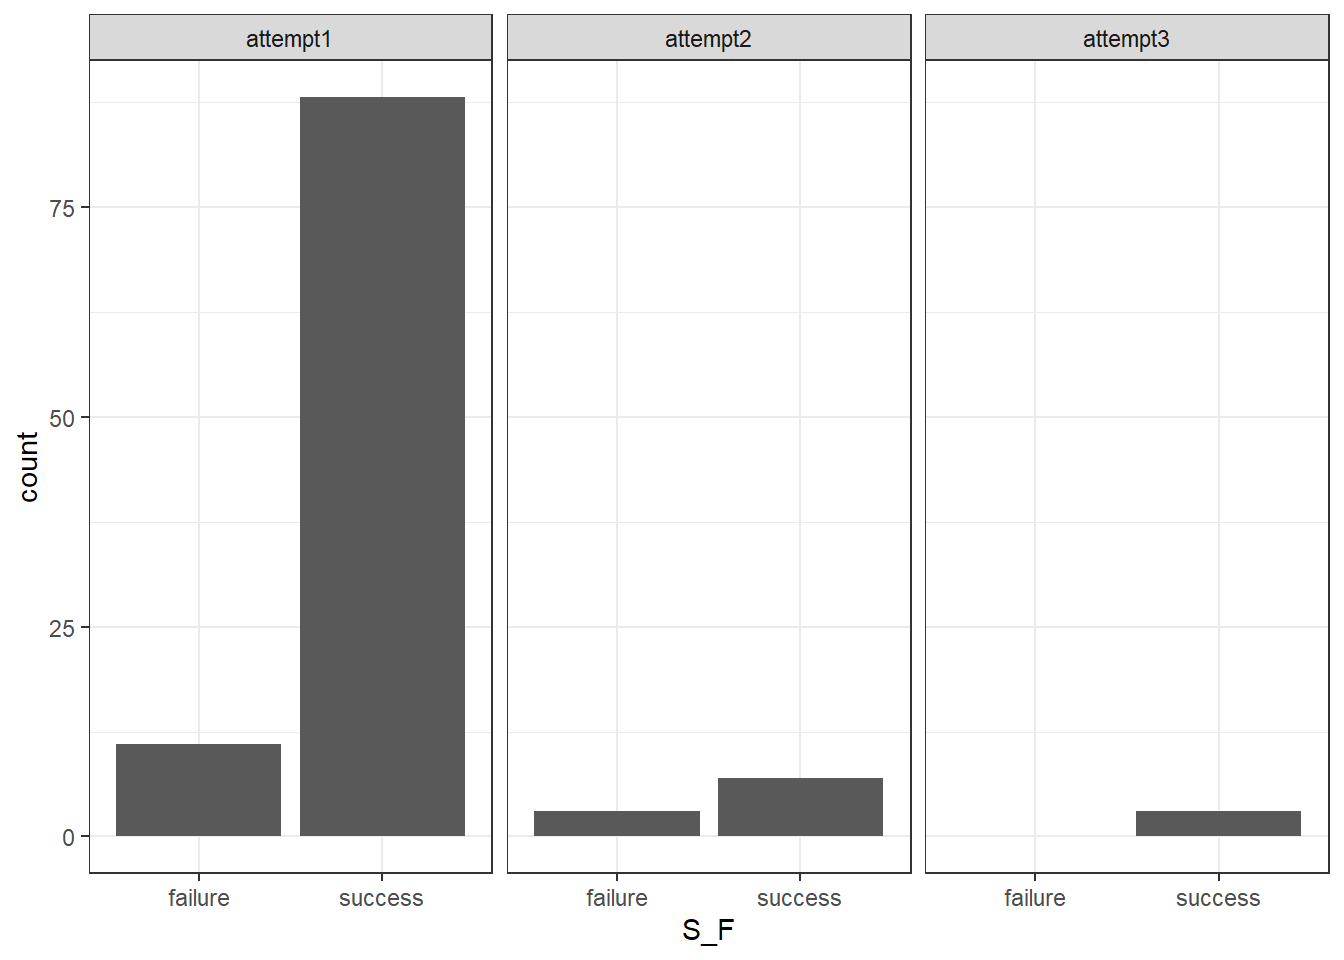 attempt1 attempt2 attempt3
75
50
25
0
count
failure success failure success failure success
S_F